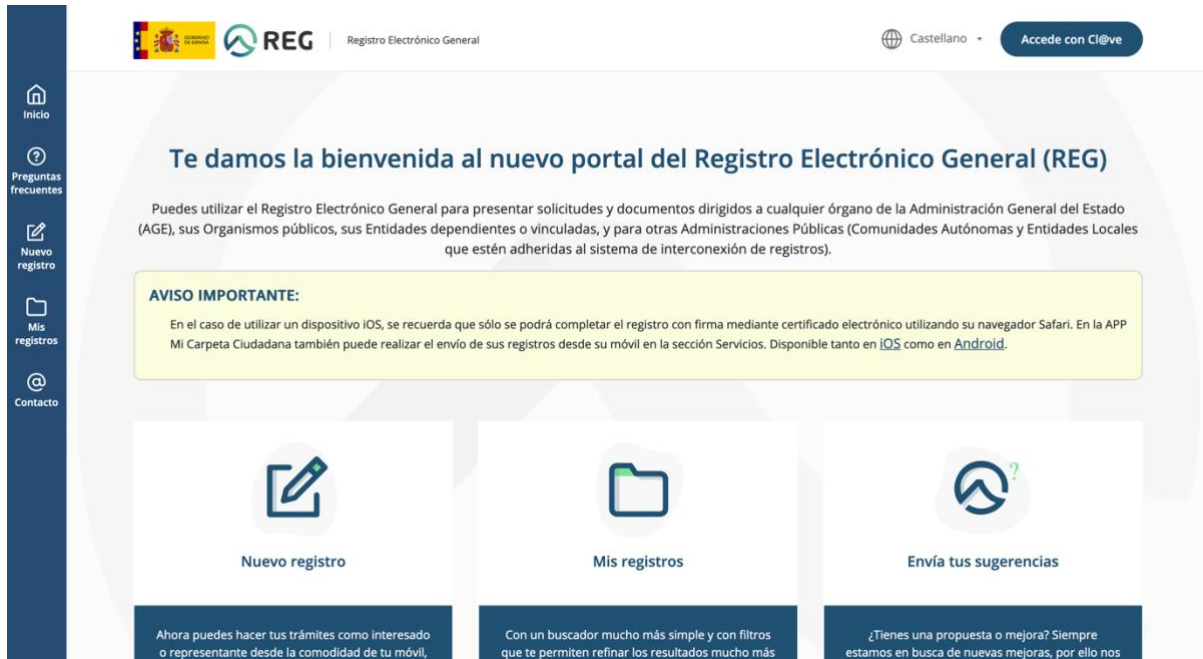 GOBIERNO
DE ESPAÑA
REG
Registro Electrónico General
Castellano
Accede con Cl@ve
Inicio
Preguntas
frecuentes
Nuevo
registro
Mis
registros
Contacto
Te damos la bienvenida al nuevo portal del Registro Electrónico General (REG)
Puedes utilizar el Registro Electrónico General para presentar solicitudes y documentos dirigidos a cualquier órgano de la Administración General del Estado
(AGE), sus Organismos públicos, sus Entidades dependientes o vinculadas, y para otras Administraciones Públicas (Comunidades Autónomas y Entidades Locales
que estén adheridas al sistema de interconexión de registros).
AVISO IMPORTANTE:
En el caso de utilizar un dispositivo iOS, se recuerda que sólo se podrá completar el registro con firma mediante certificado electrónico utilizando su navegador Safari. En la APP
Mi Carpeta Ciudadana también puede realizar el envío de sus registros desde su móvil en la sección Servicios. Disponible tanto en iOS como en Android.
Nuevo registro
Ahora puedes hacer tus trámites como interesado
o representante desde la comodidad de tu móvil,
Mis registros
Con un buscador mucho más simple y con filtros
que te permiten refinar los resultados mucho más
?
Envía tus sugerencias
¿Tienes una propuesta o mejora? Siempre
estamos en busca de nuevas mejoras, por ello nos